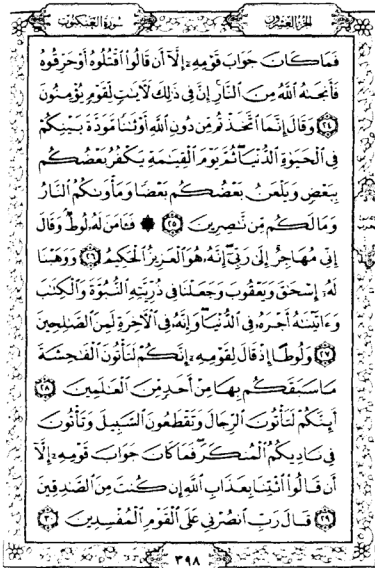 الجزء العشرون سورة العنكبوت
فَمَا كَانَ جَوَابَ قَوْمِهِۦٓ إِلَّآ أَن قَالُوا۟ ٱقْتُلُوهُ أَوْ حَرِّقُوهُ
فَأَنجَىٰهُ ٱللَّهُ مِنَ ٱلنَّارِ إِنَّ فِى ذَٰلِكَ لَـَٔايَـٰتٍ لِّقَوْمٍ يُؤْمِنُونَ
٢٤ وَقَالَ إِنَّمَا ٱتَّخَذْتُم مِّن دُونِ ٱللَّهِ أَوْثَـٰنًا مَّوَدَّةَ بَيْنِكُمْ
فِى ٱلْحَيَوٰةِ ٱلدُّنْيَا ثُمَّ يَوْمَ ٱلْقِيَـٰمَةِ يَكْفُرُ بَعْضُكُم
بِبَعْضٍ وَيَلْعَنُ بَعْضُكُم بَعْضًا وَمَأْوَىٰكُمُ ٱلنَّارُ
وَمَا لَكُم مِّن نَّـٰصِرِينَ ٢٥ ۞ فَـَٔامَنَ لَهُۥ لُوطٌ وَقَالَ
إِنِّى مُهَاجِرٌ إِلَىٰ رَبِّىٓ إِنَّهُۥ هُوَ ٱلْعَزِيزُ ٱلْحَكِيمُ ٢٦ وَوَهَبْنَا
لَهُۥٓ إِسْحَـٰقَ وَيَعْقُوبَ وَجَعَلْنَا فِى ذُرِّيَّتِهِ ٱلنُّبُوَّةَ وَٱلْكِتَـٰبَ
وَءَاتَيْنَـٰهُ أَجْرَهُۥ فِى ٱلدُّنْيَا وَإِنَّهُۥ فِى ٱلْـَٔاخِرَةِ لَمِنَ ٱلصَّـٰلِحِينَ
٢٧ وَلُوطًا إِذْ قَالَ لِقَوْمِهِۦٓ إِنَّكُمْ لَتَأْتُونَ ٱلْفَـٰحِشَةَ
مَا سَبَقَكُم بِهَا مِنْ أَحَدٍ مِّنَ ٱلْعَـٰلَمِينَ ٢٨
أَئِنَّكُمْ لَتَأْتُونَ ٱلرِّجَالَ وَتَقْطَعُونَ ٱلسَّبِيلَ وَتَأْتُونَ
فِى نَادِيكُمُ ٱلْمُنكَرَ فَمَا كَانَ جَوَابَ قَوْمِهِۦٓ إِلَّآ
أَن قَالُوا۟ ٱئْتِنَا بِعَذَابِ ٱللَّهِ إِن كُنتَ مِنَ ٱلصَّـٰدِقِينَ
٢٩ قَالَ رَبِّ ٱنصُرْنِى عَلَى ٱلْقَوْمِ ٱلْمُفْسِدِينَ ٣٠
٣٩٨